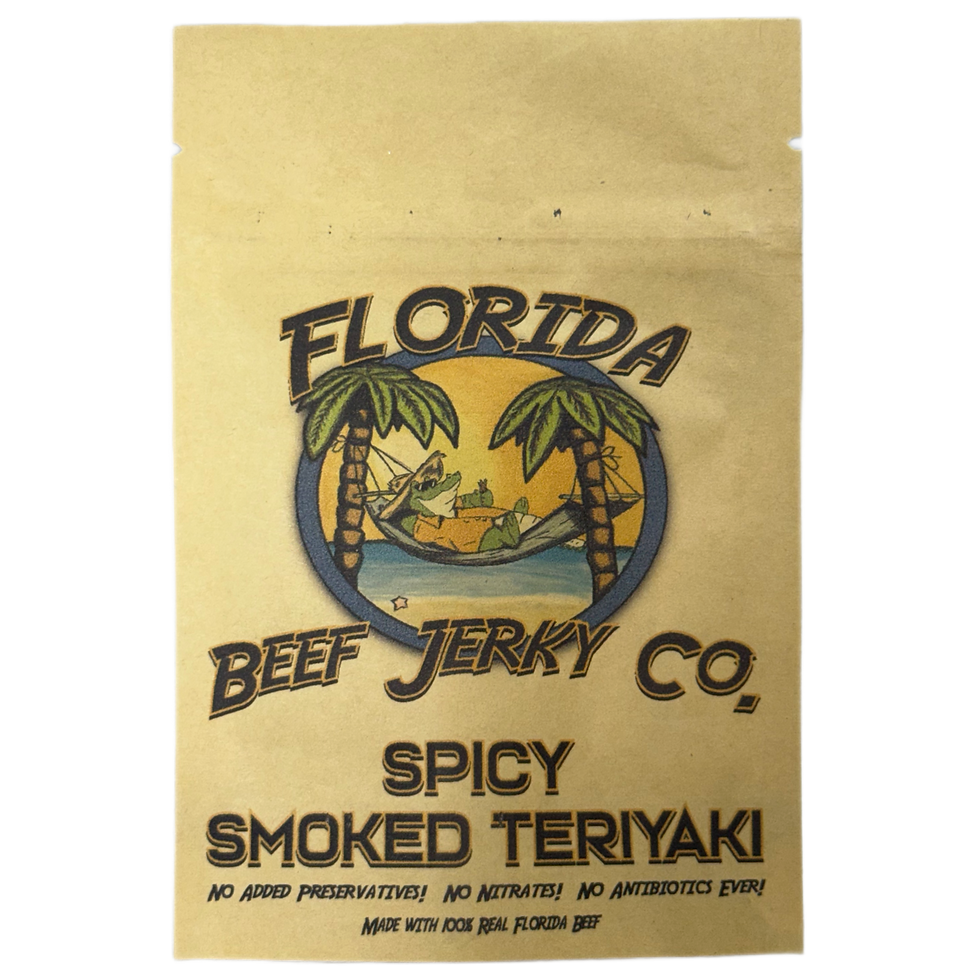 FLORIDA
BEEF JERKY CO.
SPICY
SMOKED TERIYAKI
NO ADDED PRESERVATIVES! NO NITRATES! NO ANTIBIOTICS EVER!
MADE WITH 100% REAL FLORIDA BEEF